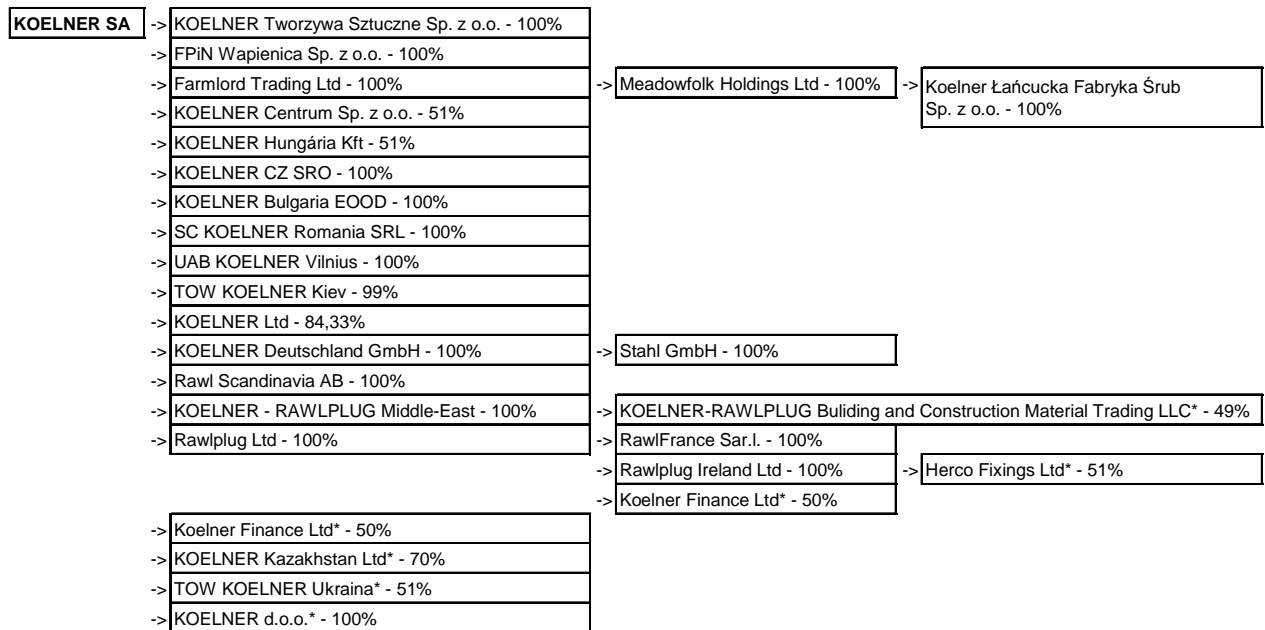 KOELNER SA -> KOELNER Tworzywa Sztuczne Sp. z o.o. - 100%
-> FPiN Wapienica Sp. z o.o. - 100%
-> Farmlord Trading Ltd - 100% -> Meadowfolk Holdings Ltd - 100% -> Koelner Łańcucka Fabryka Śrub
Sp. z o.o. - 100%
-> KOELNER Centrum Sp. z o.o. - 51%
-> KOELNER Hungária Kft - 51%
-> KOELNER CZ SRO - 100%
-> KOELNER Bulgaria EOOD - 100%
-> SC KOELNER Romania SRL - 100%
-> UAB KOELNER Vilnius - 100%
-> TOW KOELNER Kiev - 99%
-> KOELNER Ltd - 84,33%
-> KOELNER Deutschland GmbH - 100% -> Stahl GmbH - 100%
-> Rawl Scandinavia AB - 100%
-> KOELNER - RAWLPLUG Middle-East - 100% -> KOELNER-RAWLPLUG Buliding and Construction Material Trading LLC* - 49%
-> Rawlplug Ltd - 100% -> RawlFrance Sar.l. - 100%
-> Rawlplug Ireland Ltd - 100% -> Herco Fixings Ltd* - 51%
-> Koelner Finance Ltd* - 50%
-> Koelner Finance Ltd* - 50%
-> KOELNER Kazakhstan Ltd* - 70%
-> TOW KOELNER Ukraina* - 51%
-> KOELNER d.o.o.* - 100%